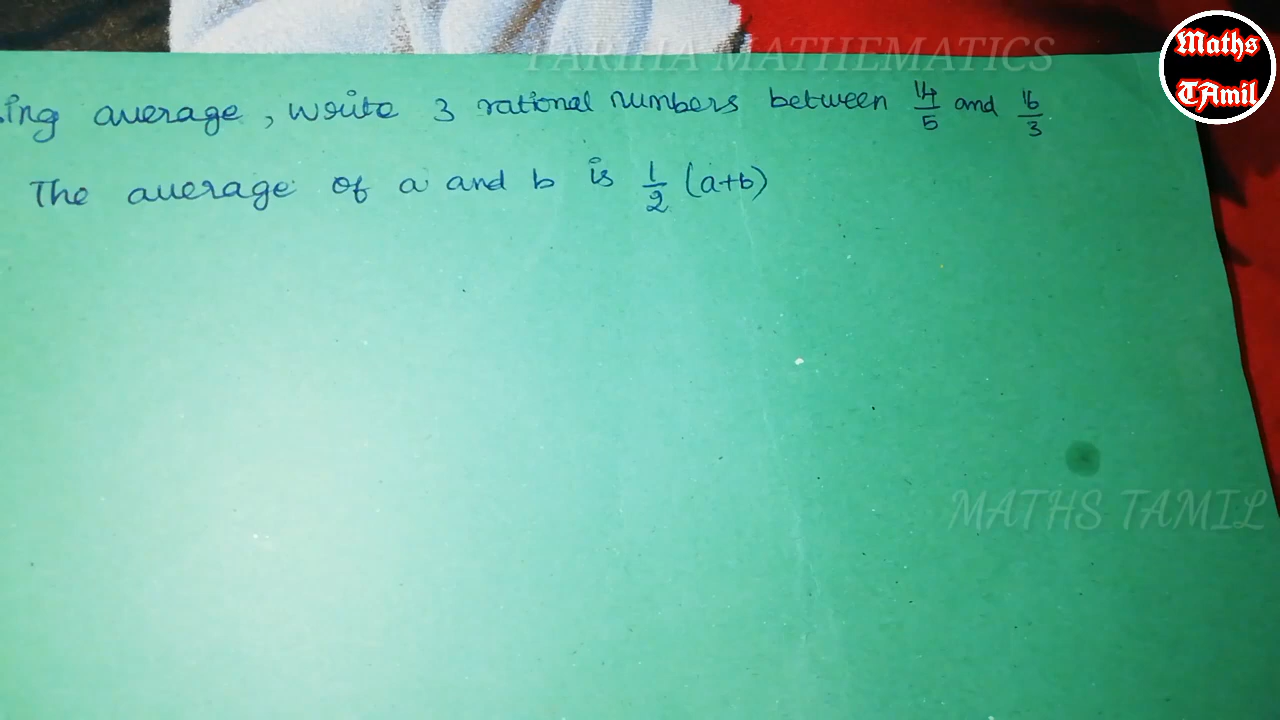 TARIHA MATHEMATICS
Maths
TAmil
ing average, write 3 rational numbers between 14/5 and 16/3
The average of a and b is 1/2 (a+b)
MATHS TAMIL